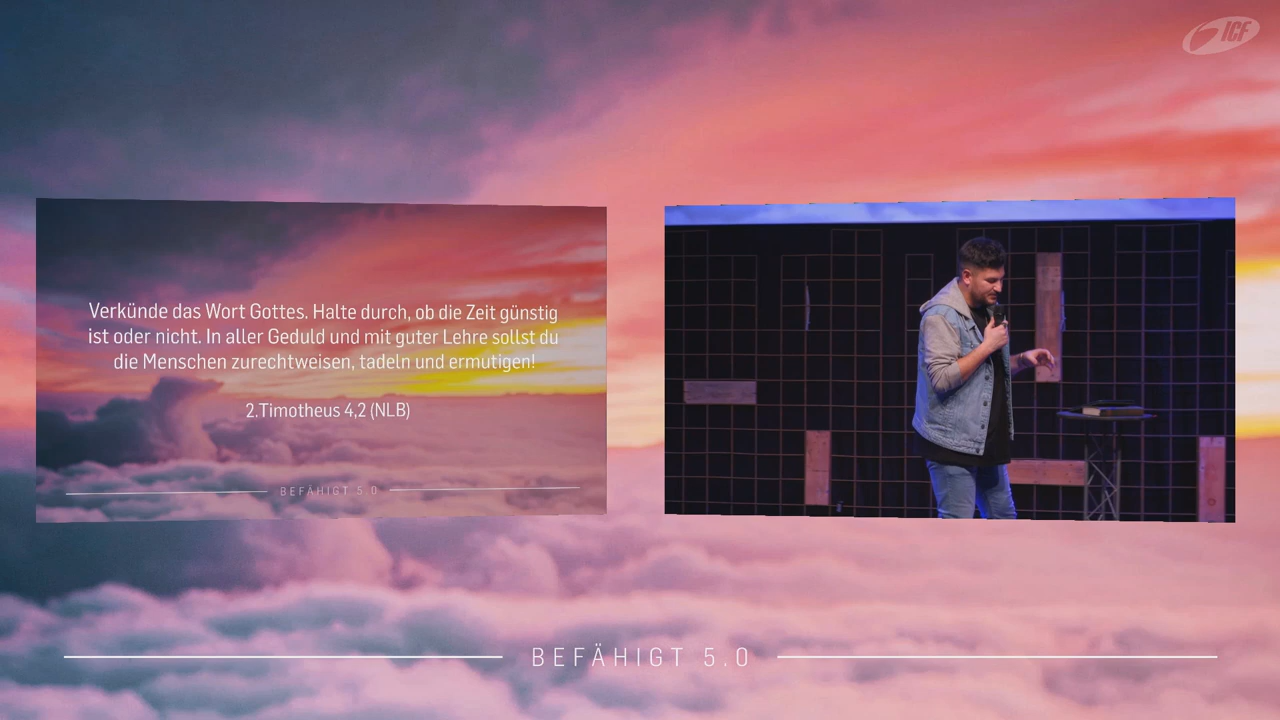 ICF
Verkünde das Wort Gottes. Halte durch, ob die Zeit günstig
ist oder nicht. In aller Geduld und mit guter Lehre sollst du
die Menschen zurechtweisen, tadeln und ermutigen!
2.Timotheus 4,2 (NLB)
BEFÄHIGT 5.0
BEFÄHIGT 5.0